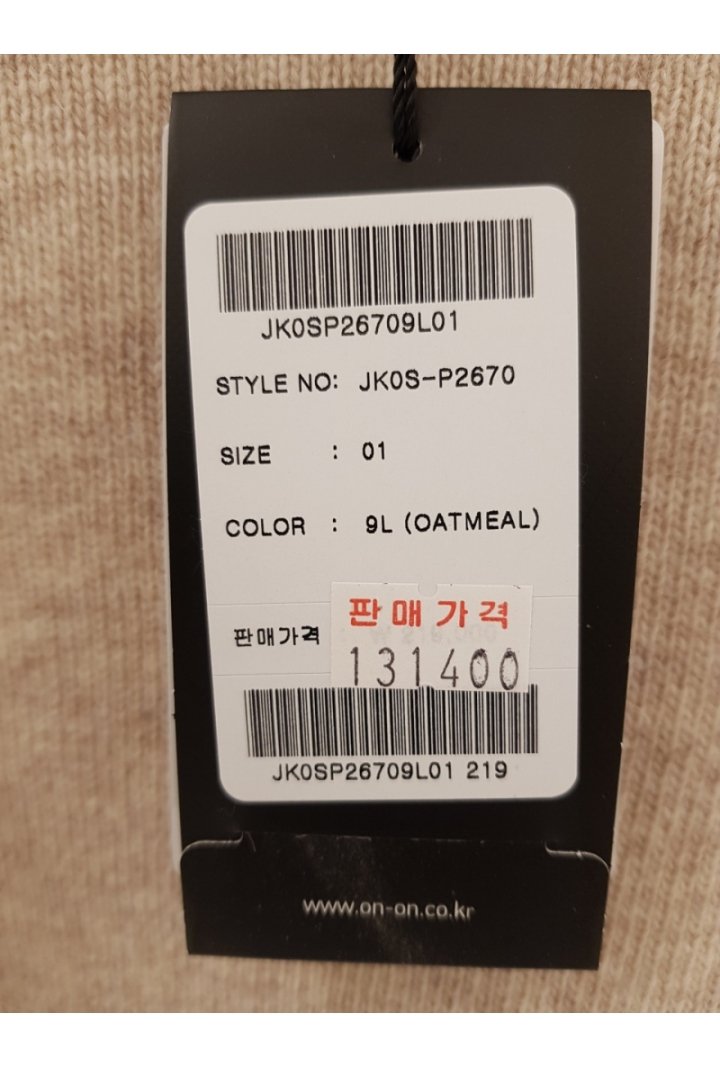 JK0SP26709L01
STYLE NO: JK0S-P2670
SIZE : 01
COLOR : 9L (OATMEAL)
판매가격
판매가격 :
131400
JK0SP26709L01 219
www.on-on.co.kr